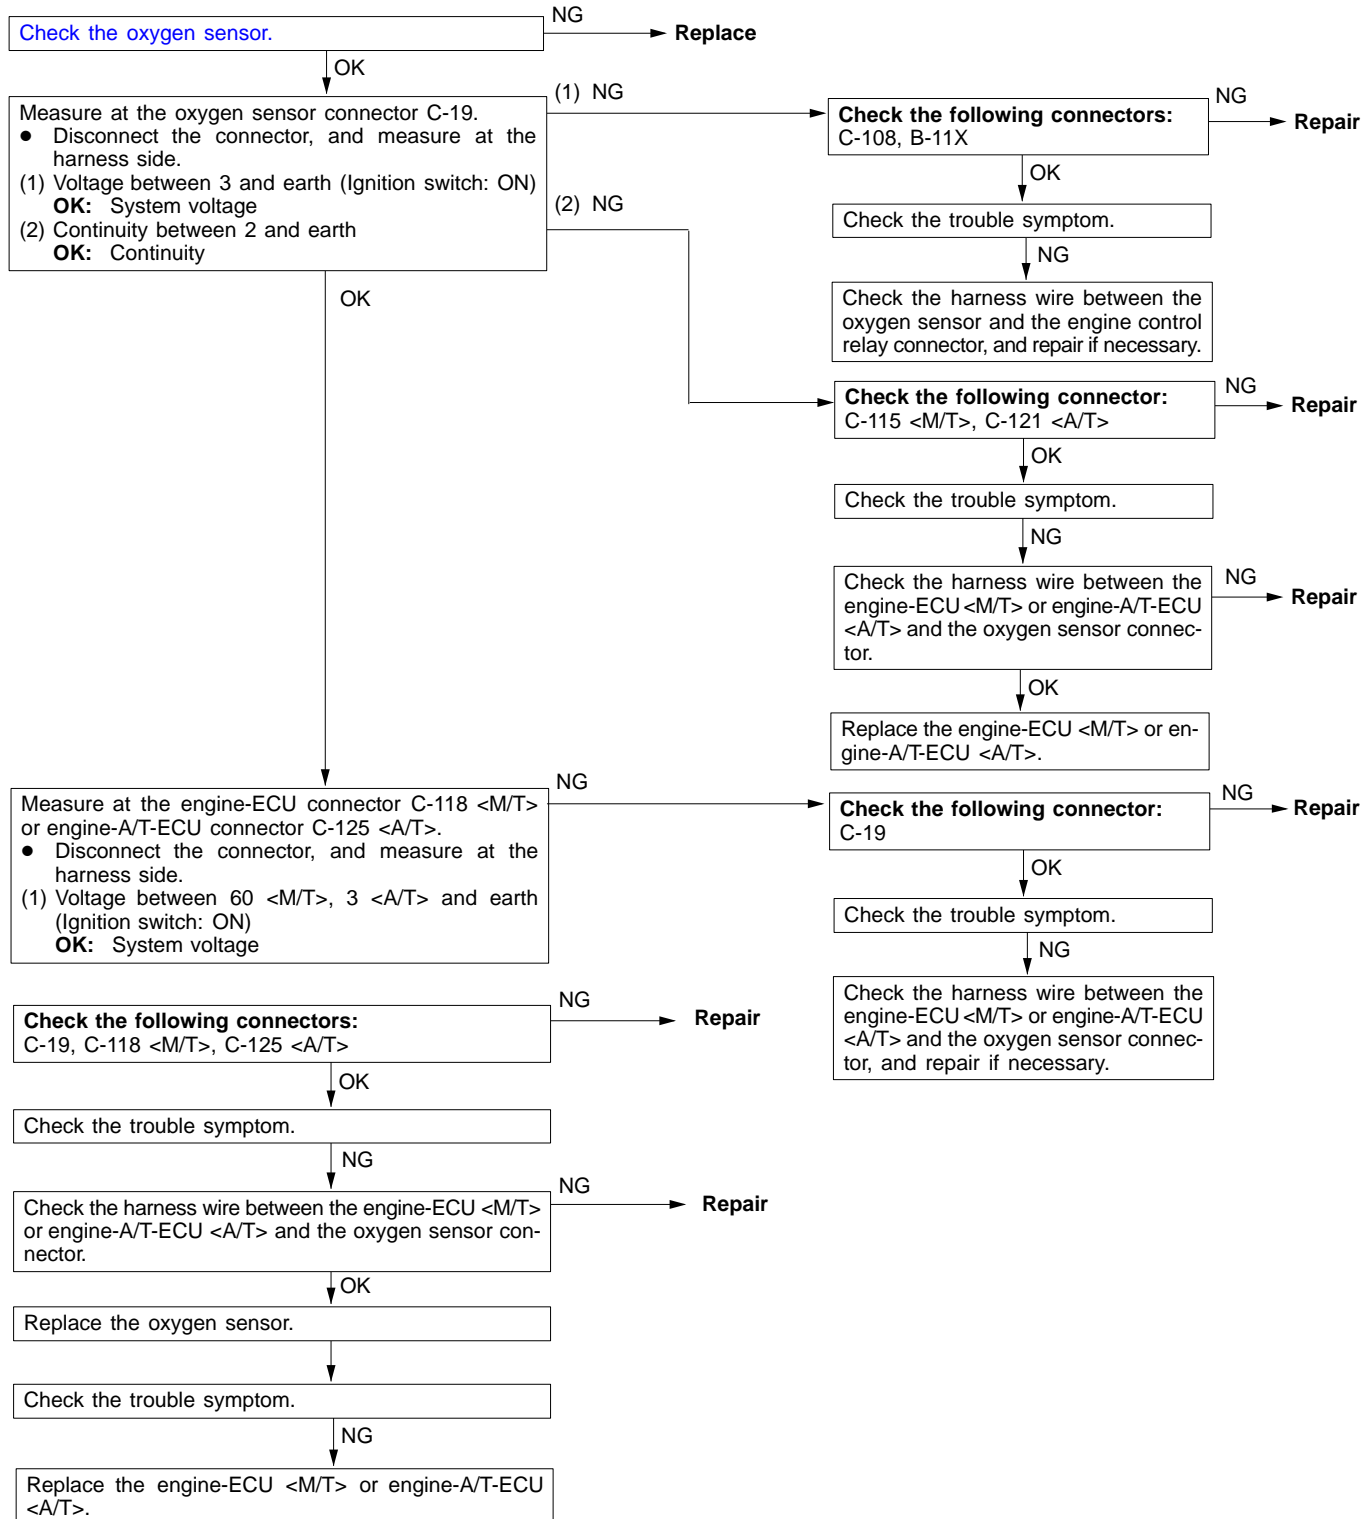 Check the oxygen sensor.
NG
Replace
OK
Measure at the oxygen sensor connector C-19.
● Disconnect the connector, and measure at the
harness side.
(1) Voltage between 3 and earth (Ignition switch: ON)
OK: System voltage
(2) Continuity between 2 and earth
OK: Continuity
(1) NG
Check the following connectors:
C-108, B-11X
NG
Repair
OK
Check the trouble symptom.
NG
Check the harness wire between the
oxygen sensor and the engine control
relay connector, and repair if necessary.
(2) NG
Check the following connector:
C-115 <M/T>, C-121 <A/T>
NG
Repair
OK
Check the trouble symptom.
NG
Check the harness wire between the
engine-ECU <M/T> or engine-A/T-ECU
<A/T> and the oxygen sensor connec-
tor.
NG
Repair
OK
Replace the engine-ECU <M/T> or en-
gine-A/T-ECU <A/T>.
OK
Measure at the engine-ECU connector C-118 <M/T>
or engine-A/T-ECU connector C-125 <A/T>.
● Disconnect the connector, and measure at the
harness side.
(1) Voltage between 60 <M/T>, 3 <A/T> and earth
(Ignition switch: ON)
OK: System voltage
NG
Check the following connector:
C-19
NG
Repair
OK
Check the trouble symptom.
NG
Check the harness wire between the
engine-ECU <M/T> or engine-A/T-ECU
<A/T> and the oxygen sensor connec-
tor, and repair if necessary.
Check the following connectors:
C-19, C-118 <M/T>, C-125 <A/T>
NG
Repair
OK
Check the trouble symptom.
NG
Check the harness wire between the engine-ECU <M/T>
or engine-A/T-ECU <A/T> and the oxygen sensor con-
nector.
NG
Repair
OK
Replace the oxygen sensor.
Check the trouble symptom.
NG
Replace the engine-ECU <M/T> or engine-A/T-ECU
<A/T>.